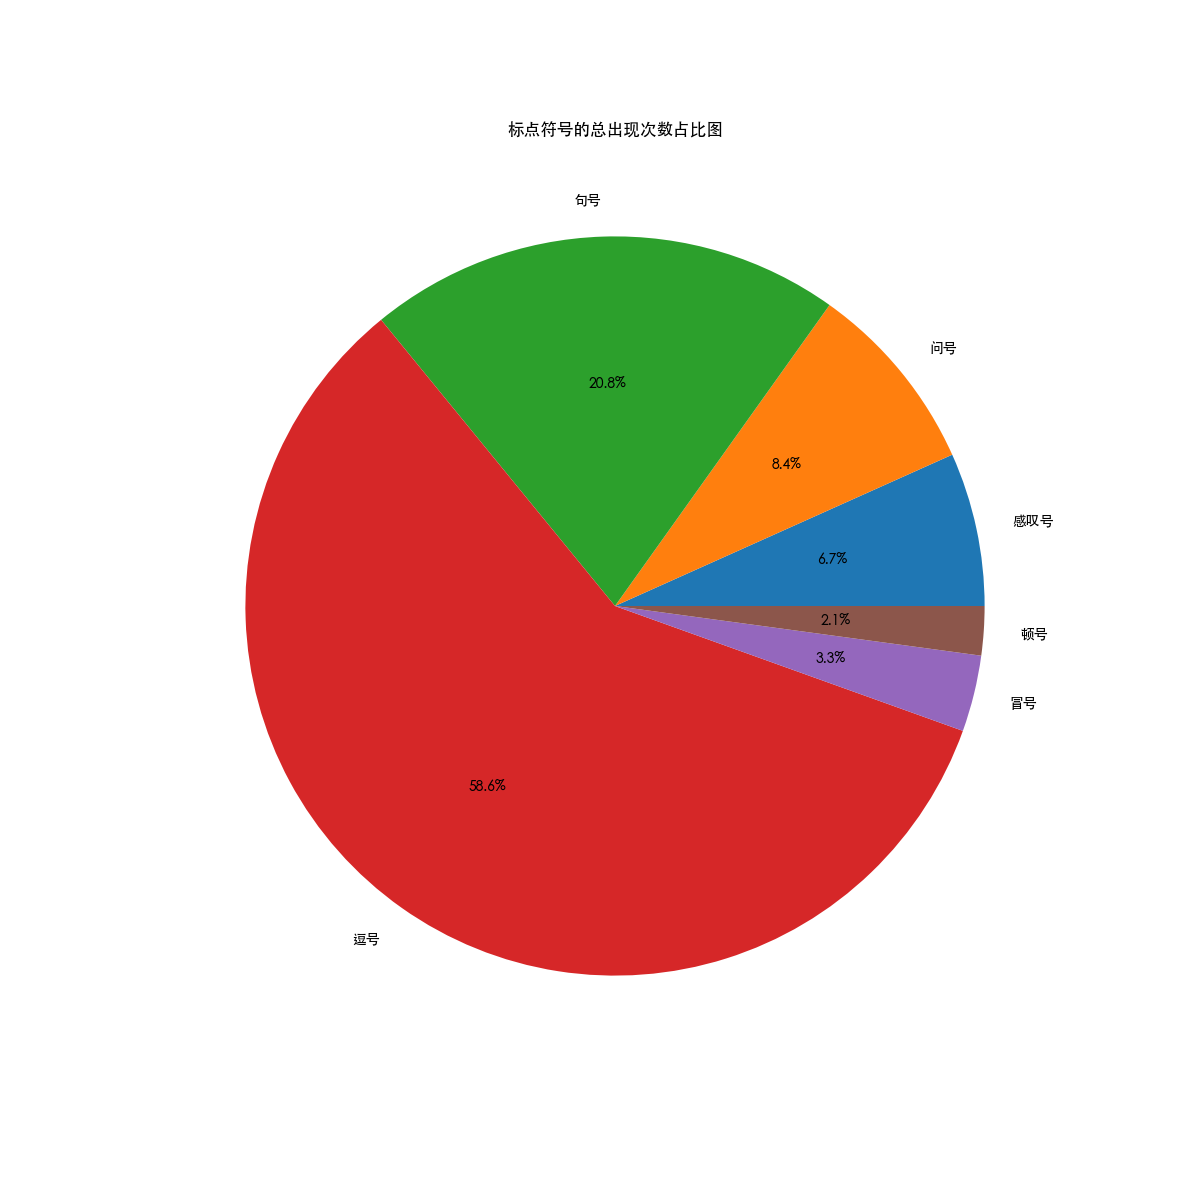 标点符号的总出现次数占比图
句号
问号
20.8%
8.4%
感叹号
6.7%
2.1%
顿号
3.3%
冒号
58.6%
逗号